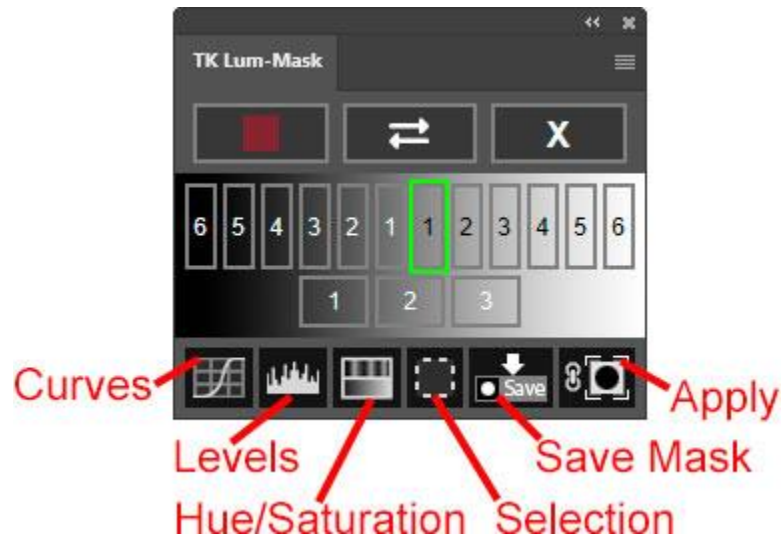 TK Lum-Mask
X
6 5 4 3 2 1 1 2 3 4 5 6
1 2 3
Save
Curves
Apply
Levels
Save Mask
Hue/Saturation
Selection